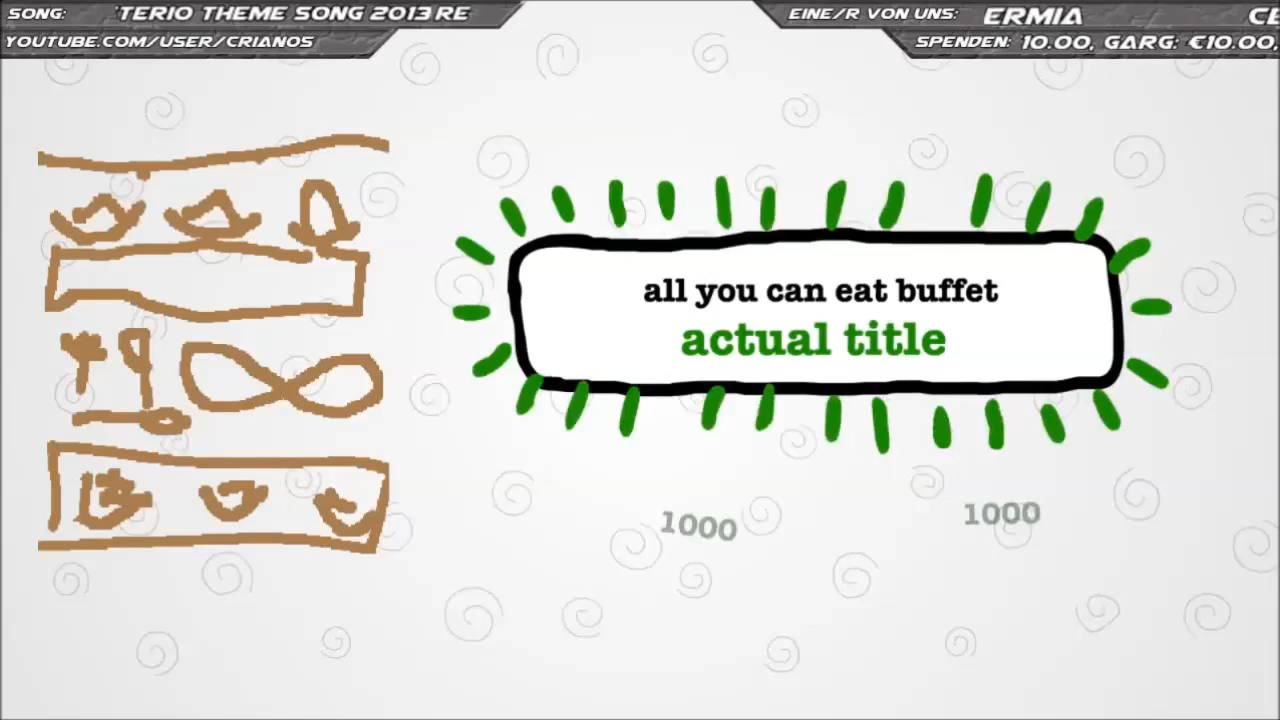 SONG: TERIO THEME SONG 2013 RE
YOUTUBE.COM/USER/CRIANOS
EINE/R VON UNS: ERMIA CE
SPENDEN: 10.00, GARG: €10.00,
all you can eat buffet
actual title
1000
1000